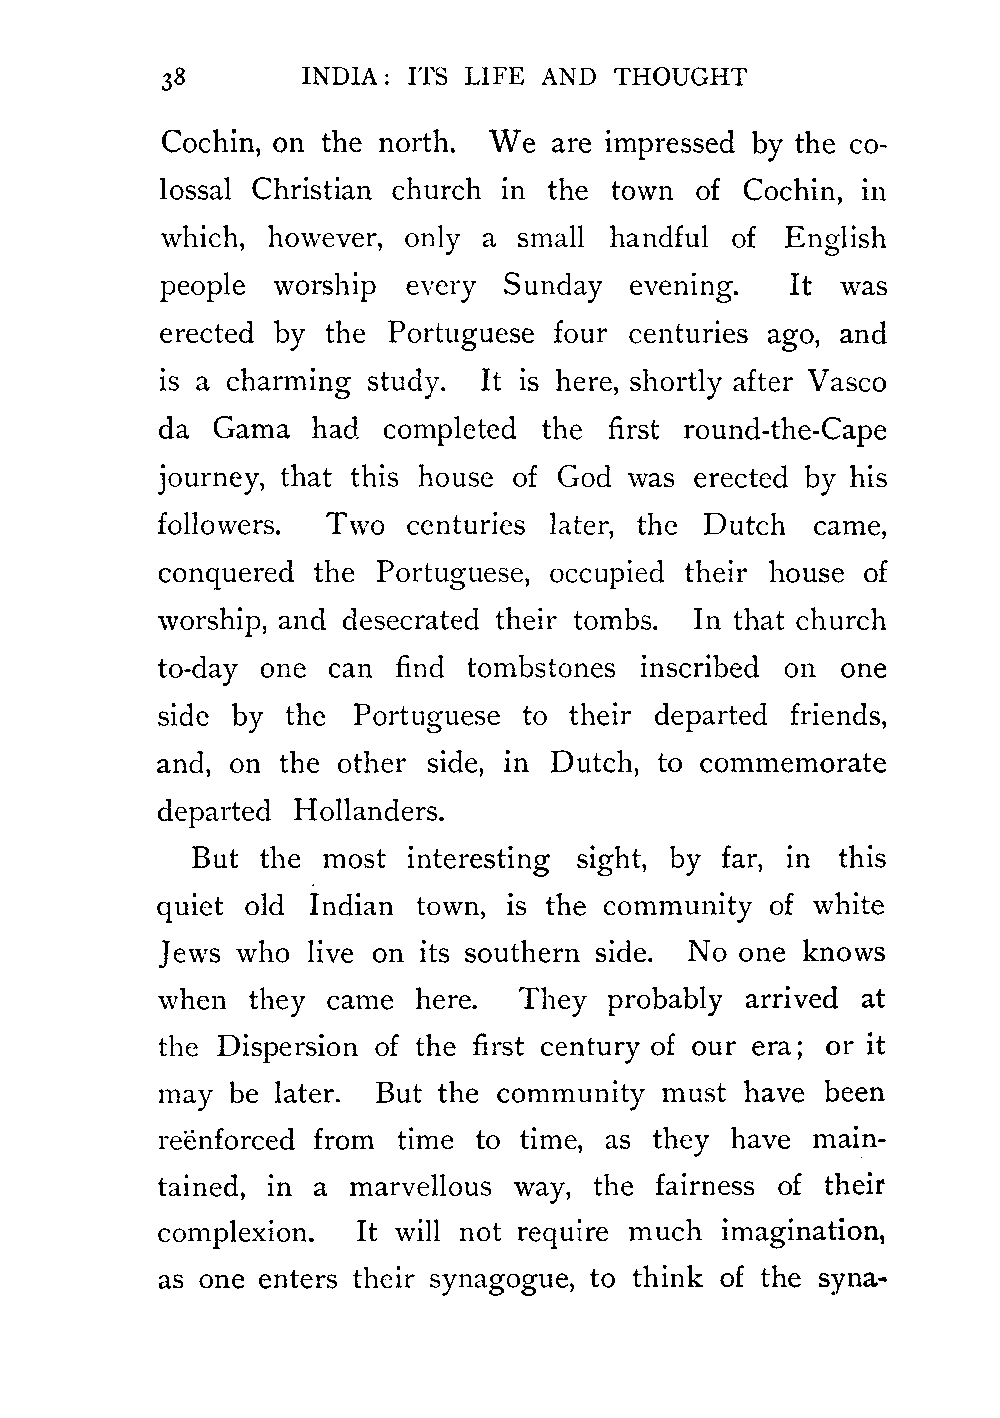 38 INDIA: ITS LIFE AND THOUGHT
Cochin, on the north. We are impressed by the co-
lossal Christian church in the town of Cochin, in
which, however, only a small handful of English
people worship every Sunday evening. It was
erected by the Portuguese four centuries ago, and
is a charming study. It is here, shortly after Vasco
da Gama had completed the first round-the-Cape
journey, that this house of God was erected by his
followers. Two centuries later, the Dutch came,
conquered the Portuguese, occupied their house of
worship, and desecrated their tombs. In that church
to-day one can find tombstones inscribed on one
side by the Portuguese to their departed friends,
and, on the other side, in Dutch, to commemorate
departed Hollanders.
But the most interesting sight, by far, in this
quiet old Indian town, is the community of white
Jews who live on its southern side. No one knows
when they came here. They probably arrived at
the Dispersion of the first century of our era; or it
may be later. But the community must have been
reënforced from time to time, as they have main-
tained, in a marvellous way, the fairness of their
complexion. It will not require much imagination,
as one enters their synagogue, to think of the syna-